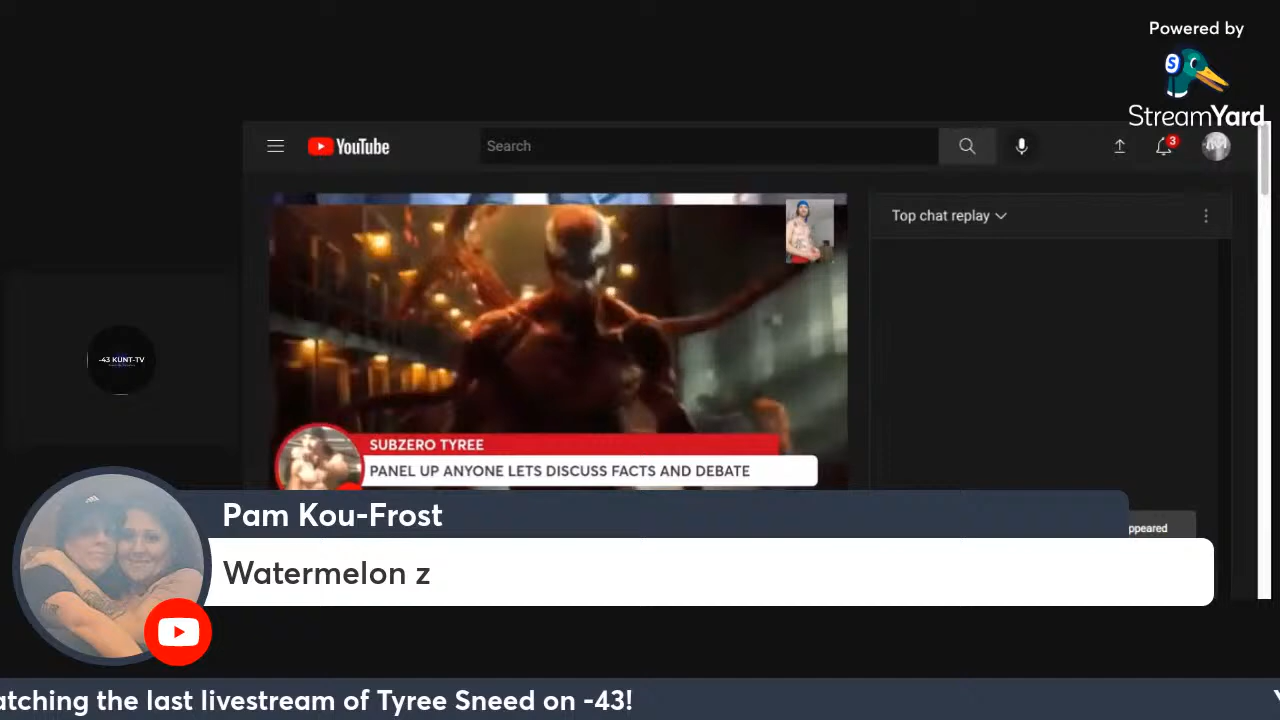 Powered by
StreamYard
YouTube
Search
3
Top chat replay
-43 KUNT-TV
SUBZERO TYREE
PANEL UP ANYONE LETS DISCUSS FACTS AND DEBATE
ppeared
Pam Kou-Frost
Watermelon z
atching the last livestream of Tyree Sneed on -43!